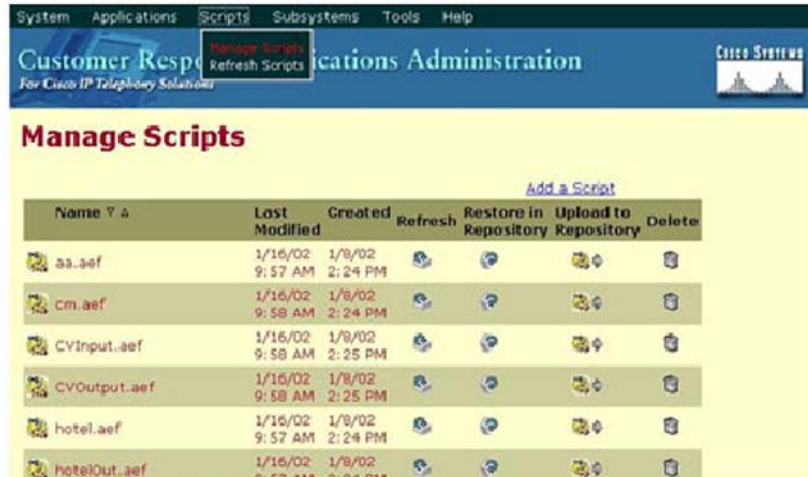 System Applications Scripts Subsystems Tools Help
Manage Scripts
Refresh Scripts
Customer Respo ications Administration
For Cisco IP Telephony Solutions
CISCO SYSTEMS
Manage Scripts
Add a Script
Name Last Modified Created Refresh Restore in Repository Upload to Repository Delete
aa.aef 1/16/02 9:57 AM 1/8/02 2:24 PM
cm.aef 1/16/02 9:58 AM 1/8/02 2:24 PM
CVInput.aef 1/16/02 9:58 AM 1/8/02 2:25 PM
CVOutput.aef 1/16/02 9:58 AM 1/8/02 2:25 PM
hotel.aef 1/16/02 9:57 AM 1/8/02 2:24 PM
hotelOut.aef 1/16/02 1/8/02